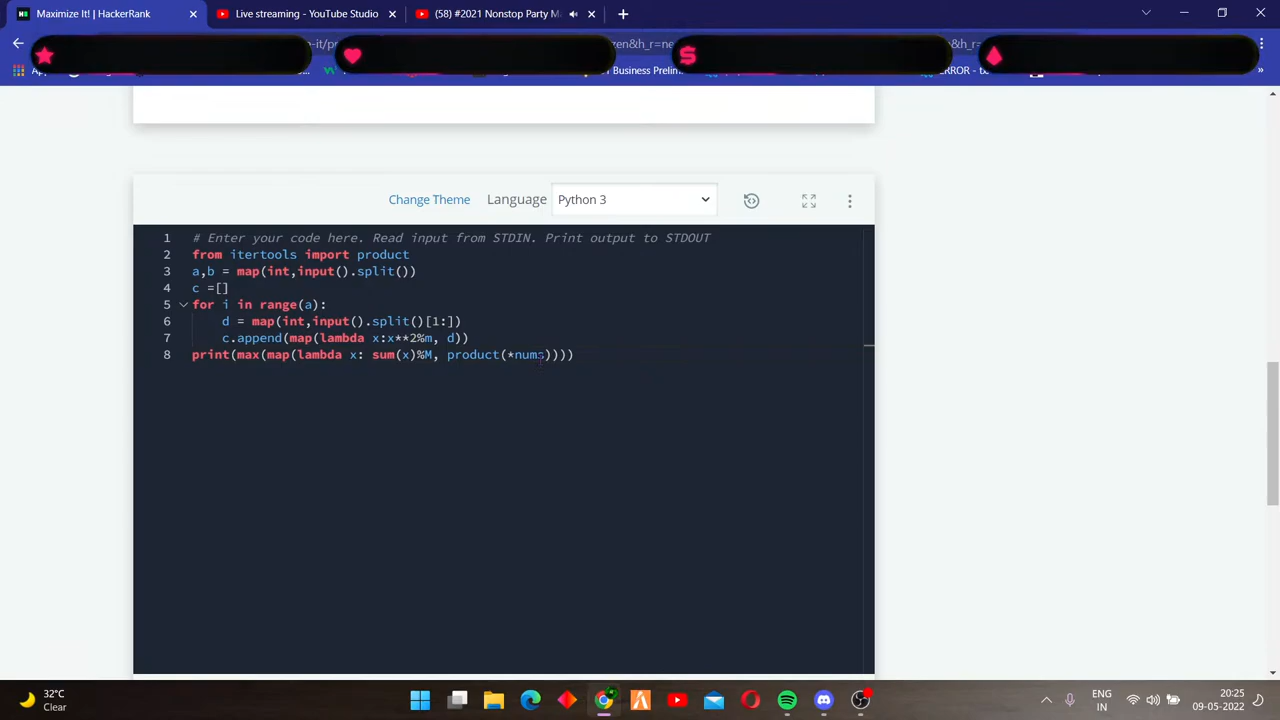 Maximize It! | HackerRank
Live streaming - YouTube Studio
(58) #2021 Nonstop Party M
Business Prelim
ERROR - te
Change Theme
Language
Python 3
1 # Enter your code here. Read input from STDIN. Print output to STDOUT
2 from itertools import product
3 a,b = map(int,input().split())
4 c =[]
5 for i in range(a):
6 d = map(int,input().split()[1:])
7 c.append(map(lambda x:x**2%m, d))
8 print(max(map(lambda x: sum(x)%M, product(*nums))))
32°C
Clear
ENG
IN
20:25
09-05-2022